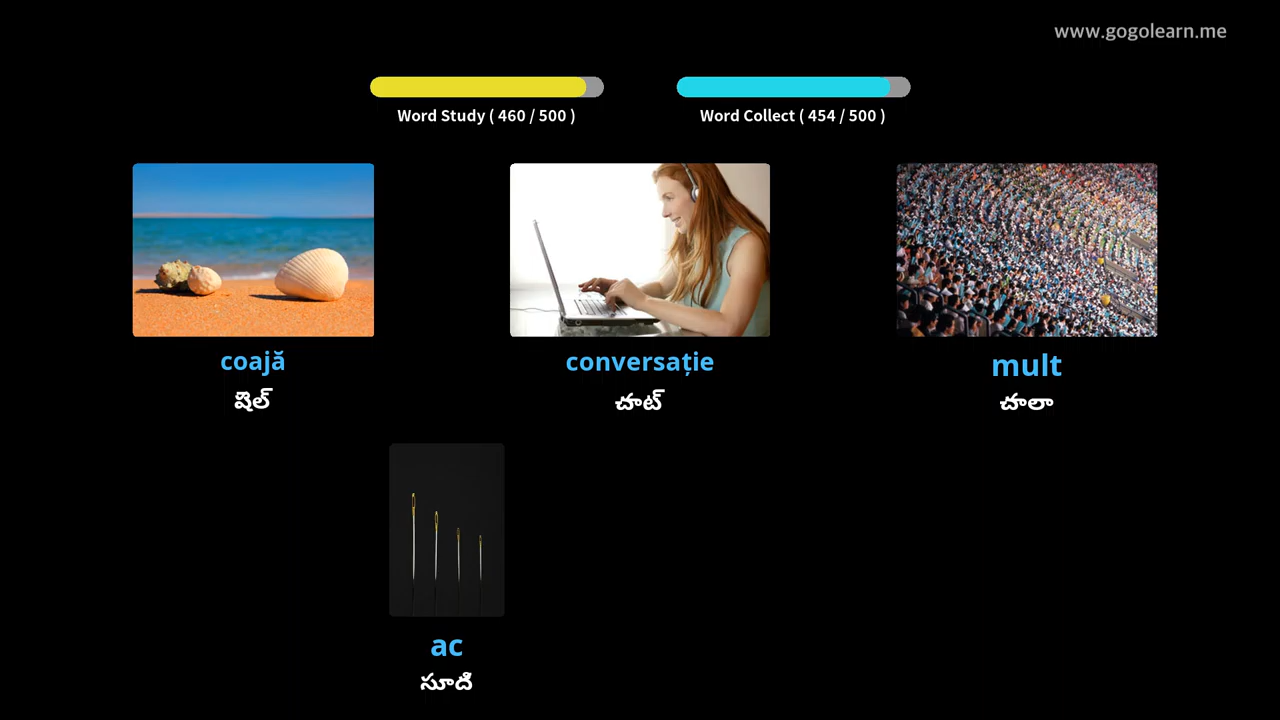 www.gogolearn.me
Word Study ( 460 / 500 )
Word Collect ( 454 / 500 )
coajă
conversație
mult
షెల్
చాట్
చాలా
ac
సూది